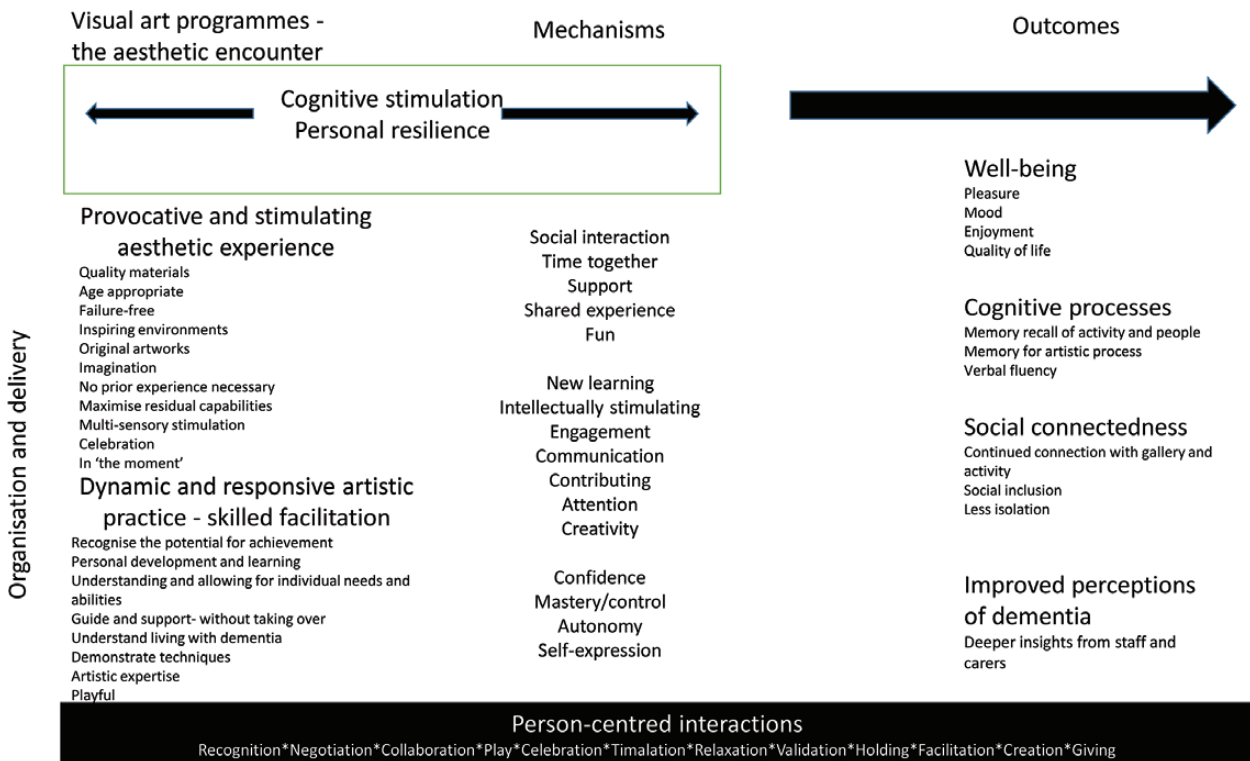 Visual art programmes -
the aesthetic encounter
Mechanisms
Outcomes
Cognitive stimulation
Personal resilience
Organisation and delivery
Provocative and stimulating
aesthetic experience
Quality materials
Age appropriate
Failure-free
Inspiring environments
Original artworks
Imagination
No prior experience necessary
Maximise residual capabilities
Multi-sensory stimulation
Celebration
In ‘the moment’
Dynamic and responsive artistic
practice - skilled facilitation
Recognise the potential for achievement
Personal development and learning
Understanding and allowing for individual needs and
abilities
Guide and support- without taking over
Understand living with dementia
Demonstrate techniques
Artistic expertise
Playful
Social interaction
Time together
Support
Shared experience
Fun
New learning
Intellectually stimulating
Engagement
Communication
Contributing
Attention
Creativity
Confidence
Mastery/control
Autonomy
Self-expression
Well-being
Pleasure
Mood
Enjoyment
Quality of life
Cognitive processes
Memory recall of activity and people
Memory for artistic process
Verbal fluency
Social connectedness
Continued connection with gallery and
activity
Social inclusion
Less isolation
Improved perceptions
of dementia
Deeper insights from staff and
carers
Person-centred interactions
Recognition*Negotiation*Collaboration*Play*Celebration*Timalation*Relaxation*Validation*Holding*Facilitation*Creation*Giving